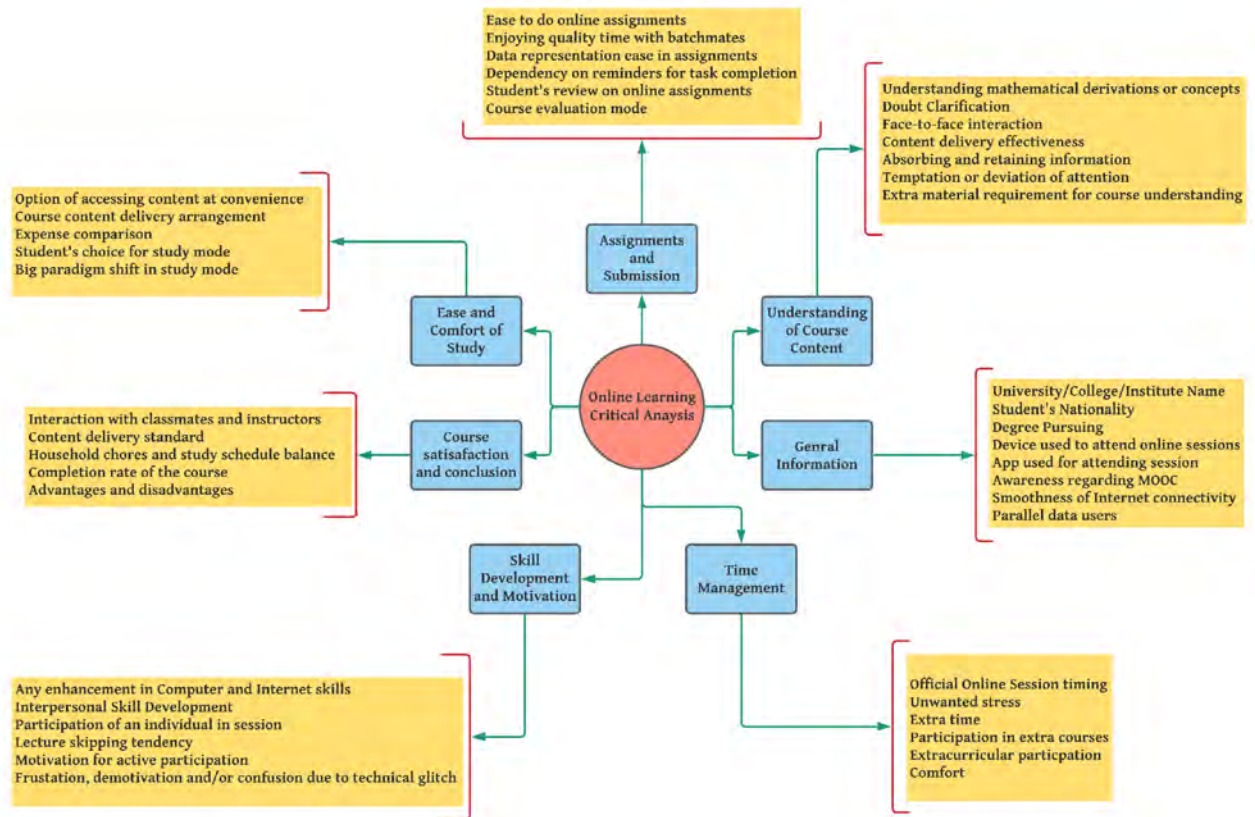 Ease to do online assignments
Enjoying quality time with batchmates
Data representation ease in assignments
Dependency on reminders for task completion
Student's review on online assignments
Course evaluation mode
Understanding mathematical derivations or concepts
Doubt Clarification
Face-to-face interaction
Content delivery effectiveness
Absorbing and retaining information
Temptation or deviation of attention
Extra material requirement for course understanding
Option of accessing content at convenience
Course content delivery arrangement
Expense comparison
Student's choice for study mode
Big paradigm shift in study mode
Assignments
and
Submission
Ease and
Comfort of
Study
Understanding
of Course
Content
Online Learning
Critical Anaysis
Interaction with classmates and instructors
Content delivery standard
Household chores and study schedule balance
Completion rate of the course
Advantages and disadvantages
Course
satisafaction
and conclusion
Genral
Information
University/College/Institute Name
Student's Nationality
Degree Pursuing
Device used to attend online sessions
App used for attending session
Awareness regarding MOOC
Smoothness of Internet connectivity
Parallel data users
Skill
Development
and Motivation
Time
Management
Any enhancement in Computer and Internet skills
Interpersonal Skill Development
Participation of an individual in session
Lecture skipping tendency
Motivation for active participation
Frustation, demotivation and/or confusion due to technical glitch
Official Online Session timing
Unwanted stress
Extra time
Participation in extra courses
Extracurricular particpation
Comfort